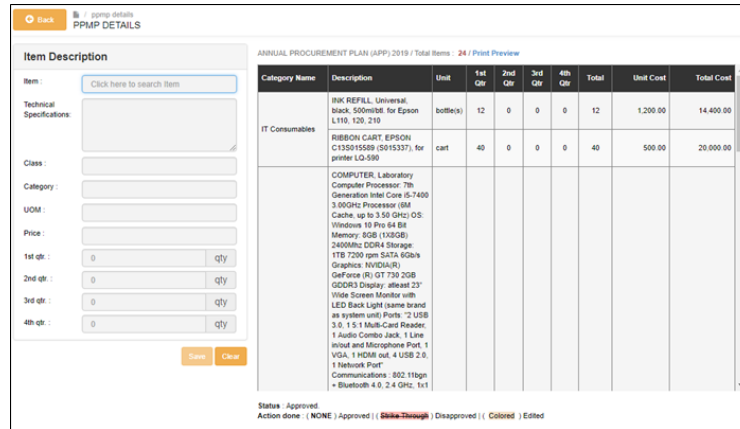 Back
/ ppmp details
PPMP DETAILS
Item Description
Item :
Click here to search Item
Technical
Specifications:
Class :
Category :
UOM :
Price :
1st qtr. :
0
qty
2nd qtr. :
0
qty
3rd qtr. :
0
qty
4th qtr. :
0
qty
Save
Clear
ANNUAL PROCUREMENT PLAN (APP) 2019 / Total Items : 24 / Print Preview
Category Name Description Unit 1st Qtr 2nd Qtr 3rd Qtr 4th Qtr Total Unit Cost Total Cost
IT Consumables
INK REFILL, Universal,
black, 500ml/btl. for Epson
L110, 120, 210
bottle(s) 12 0 0 0 12 1,200.00 14,400.00
RIBBON CART, EPSON
C13S015589 (S015337), for
printer LQ-590
cart 40 0 0 0 40 500.00 20,000.00
COMPUTER, Laboratory
Computer Processor: 7th
Generation Intel Core i5-7400
3.00GHz Processor (6M
Cache, up to 3.50 GHz) OS:
Windows 10 Pro 64 Bit
Memory: 8GB (1X8GB)
2400Mhz DDR4 Storage:
1TB 7200 rpm SATA 6Gb/s
Graphics: NVIDIA(R)
GeForce (R) GT 730 2GB
GDDR3 Display: atleast 23"
Wide Screen Monitor with
LED Back Light (same brand
as system unit) Ports: "2 USB
3.0, 1 5:1 Multi-Card Reader,
1 Audio Combo Jack, 1 Line
in/out and Microphone Port, 1
VGA, 1 HDMI out, 4 USB 2.0,
1 Network Port"
Communications : 802.11bgn
+ Bluetooth 4.0, 2.4 GHz, 1x1
Status : Approved.
Action done : ( NONE ) Approved | ( Strike Through ) Disapproved | ( Colored ) Edited